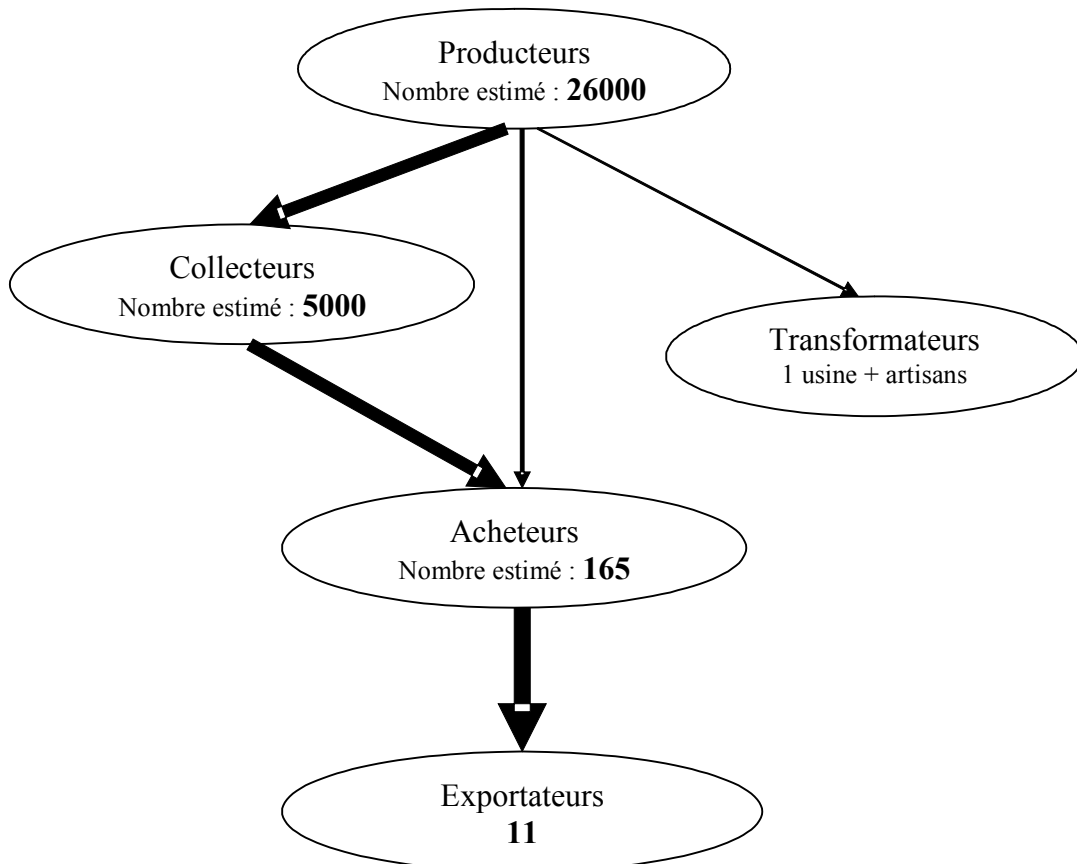 Producteurs
Nombre estimé : 26000
Collecteurs
Nombre estimé : 5000
Transformateurs
1 usine + artisans
Acheteurs
Nombre estimé : 165
Exportateurs
11